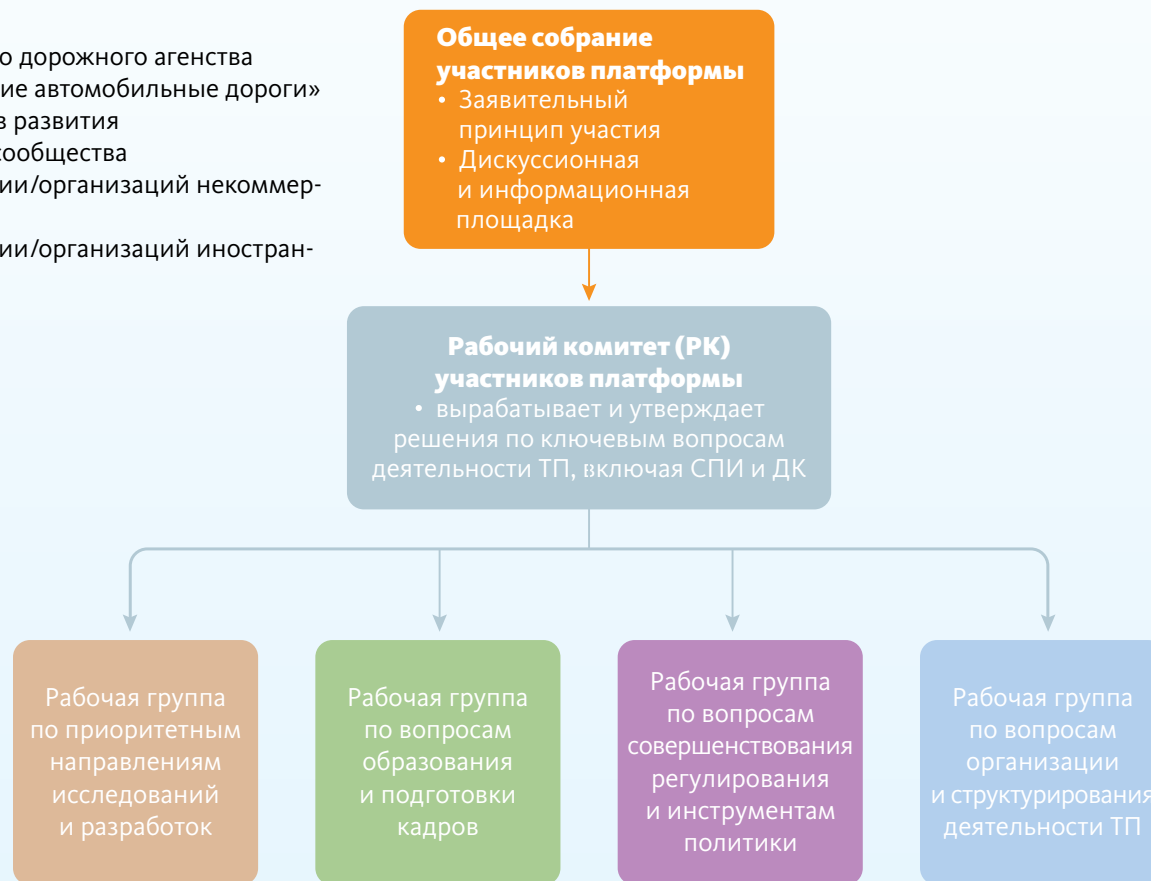 о дорожного агенства
ие автомобильные дороги»
в развития
сообщества
ии/организаций некоммер-
ии/организаций иностран-
Общее собрание
участников платформы
• Заявительный
принцип участия
• Дискуссионная
и информационная
площадка
Рабочий комитет (РК)
участников платформы
• вырабатывает и утверждает
решения по ключевым вопросам
деятельности ТП, включая СПИ и ДК
Рабочая группа
по приоритетным
направлениям
исследований
и разработок
Рабочая группа
по вопросам
образования
и подготовки
кадров
Рабочая группа
по вопросам
совершенствования
регулирования
и инструментам
политики
Рабочая группа
по вопросам
организации
и структурирования
деятельности ТП